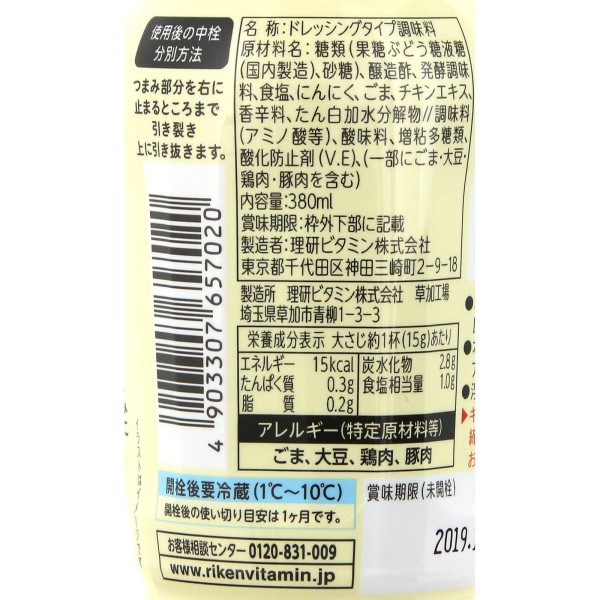 使用後の中栓
分別方法
つまみ部分を右に
止まるところまで
引き裂き
上に引き抜きます。
名 称:ドレッシングタイプ調味料
原材料名:糖類(果糖ぶどう糖液糖
(国内製造)、砂糖)、醸造酢、発酵調味
料、食塩、にんにく、ごま、チキンエキス、
香辛料、たん白加水分解物//調味料
(アミノ酸等)、酸味料、増粘多糖類、
酸化防止剤(V.E)、(一部にごま・大豆・
鶏肉・豚肉を含む)
内容量:380ml
賞味期限:枠外下部に記載
製造者:理研ビタミン株式会社
東京都千代田区神田三崎町2-9-18
製造所 理研ビタミン株式会社 草加工場
埼玉県草加市青柳1-3-3
栄養成分表示 大さじ約1杯(15g)あたり
エネルギー 15kcal 炭水化物 2.8g
たんぱく質 0.3g 食塩相当量 1.0g
脂質 0.2g
アレルギー(特定原材料等)
ごま、大豆、鶏肉、豚肉
4 903307 657020
開栓後要冷蔵(1℃~10℃)
開栓後の使い切り目安は1ヶ月です。
お客様相談センター 0120-831-009
www.rikenvitamin.jp
賞味期限(未開栓)
2019.